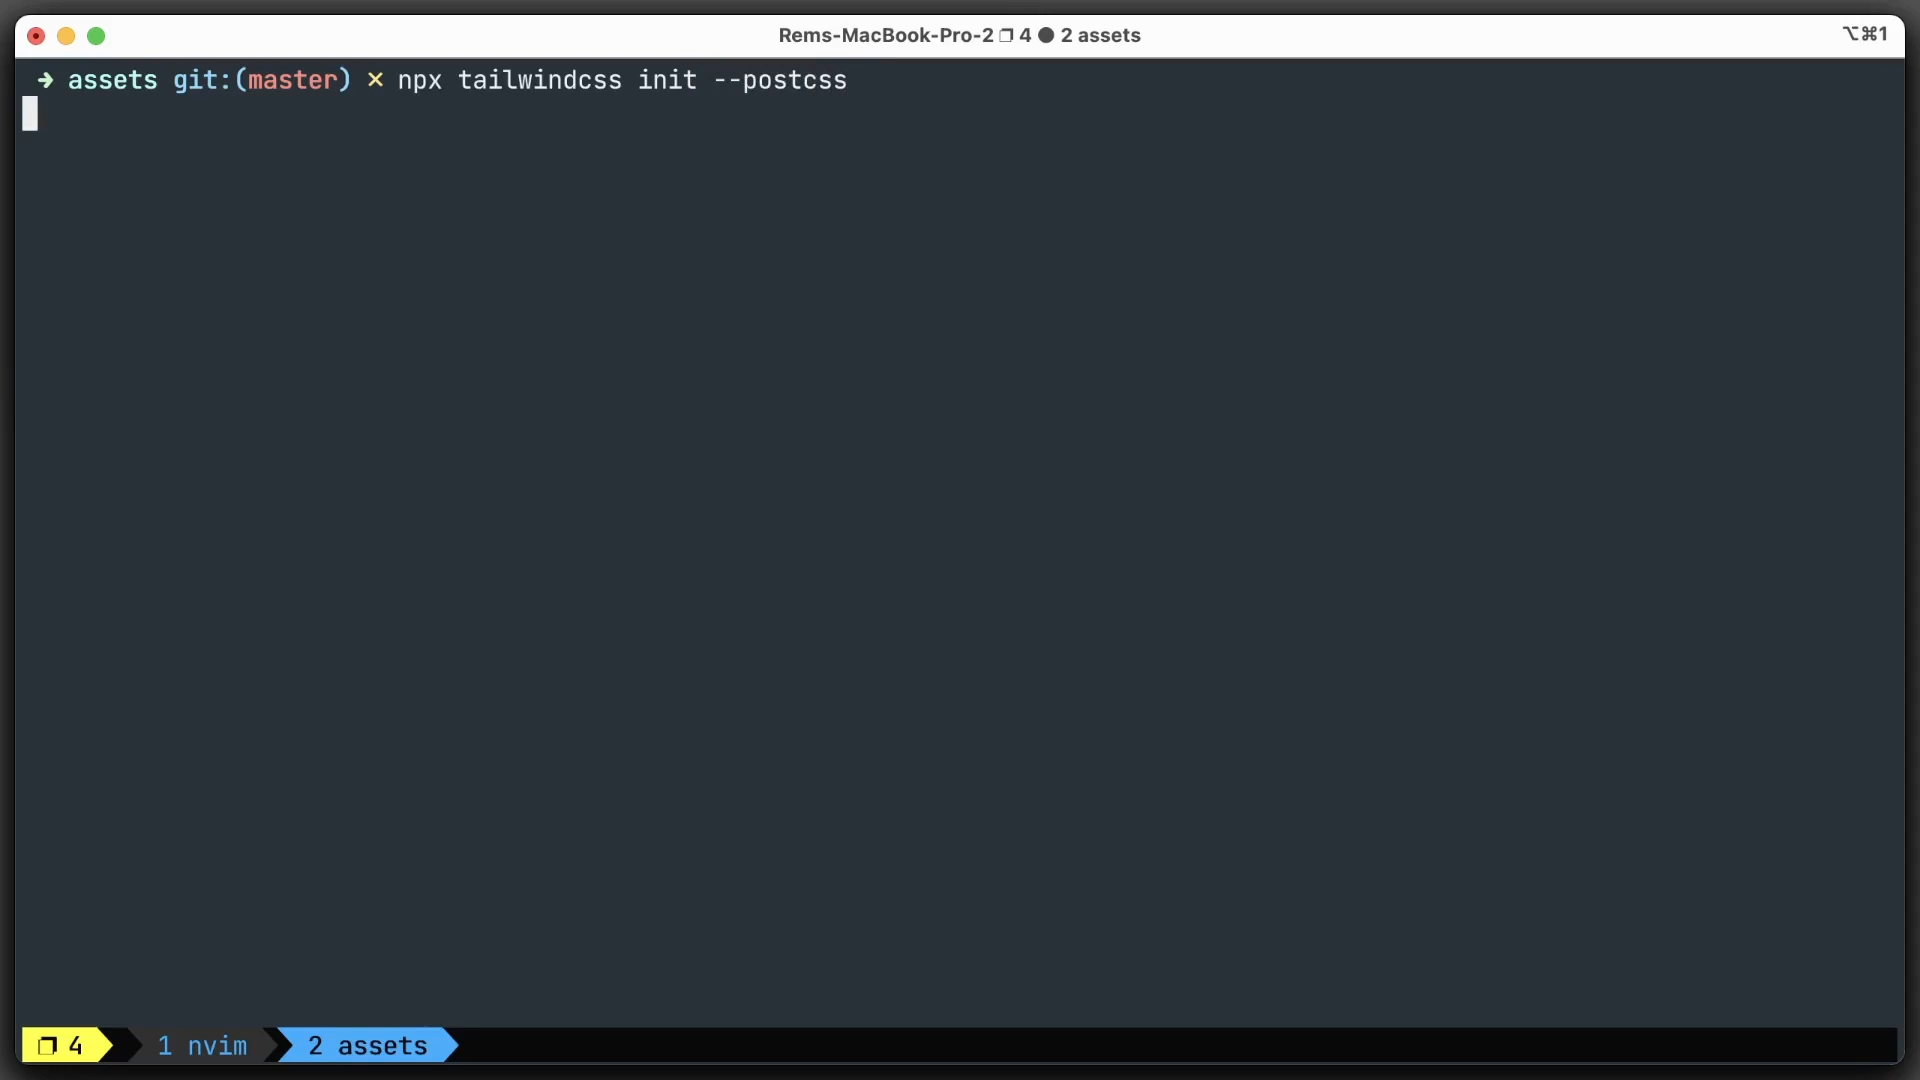 Rems-MacBook-Pro-2 ❐ 4 ● 2 assets
⌥⌘1
➜ assets git:(master) ✗ npx tailwindcss init --postcss
❐ 4
1 nvim
2 assets